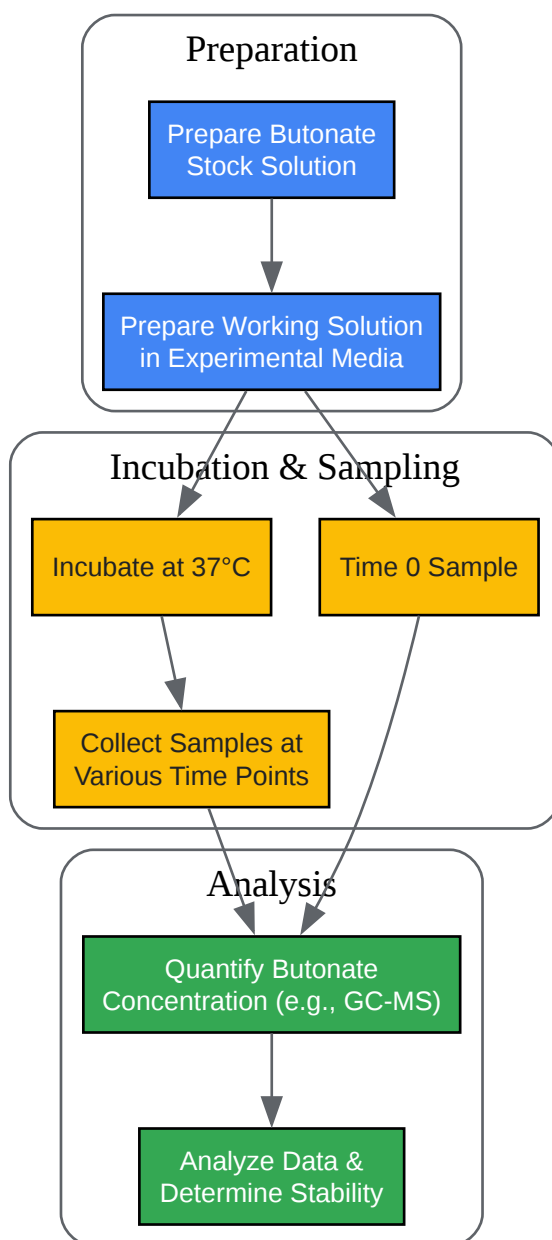 Preparation
Prepare Butonate
Stock Solution
Prepare Working Solution
in Experimental Media
Incubation & Sampling
Incubate at 37°C
Time 0 Sample
Collect Samples at
Various Time Points
Analysis
Quantify Butonate
Concentration (e.g., GC-MS)
Analyze Data &
Determine Stability